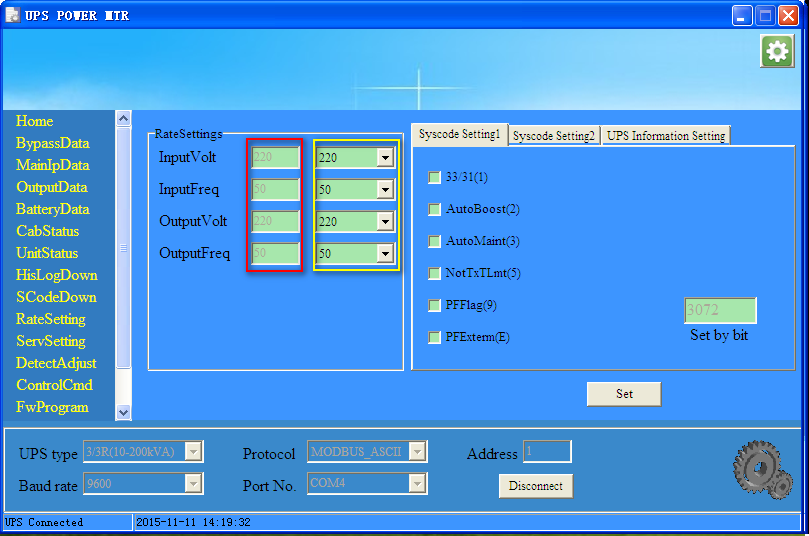 UPS POWER MTR
Home
BypassData
MainIpData
OutputData
BatteryData
CabStatus
UnitStatus
HisLogDown
SCodeDown
RateSetting
ServSetting
DetectAdjust
ControlCmd
FwProgram
RateSettings
InputVolt 220 220
InputFreq 50 50
OutputVolt 220 220
OutputFreq 50 50
Syscode Setting1 Syscode Setting2 UPS Information Setting
33/31(1)
AutoBoost(2)
AutoMaint(3)
NotTxTLmt(5)
PFFlag(9)
PFExterm(E)
3072
Set by bit
Set
UPS type 3/3R(10-200kVA) Protocol MODBUS_ASCII Address 1
Baud rate 9600 Port No. COM4 Disconnect
UPS Connected 2015-11-11 14:19:32